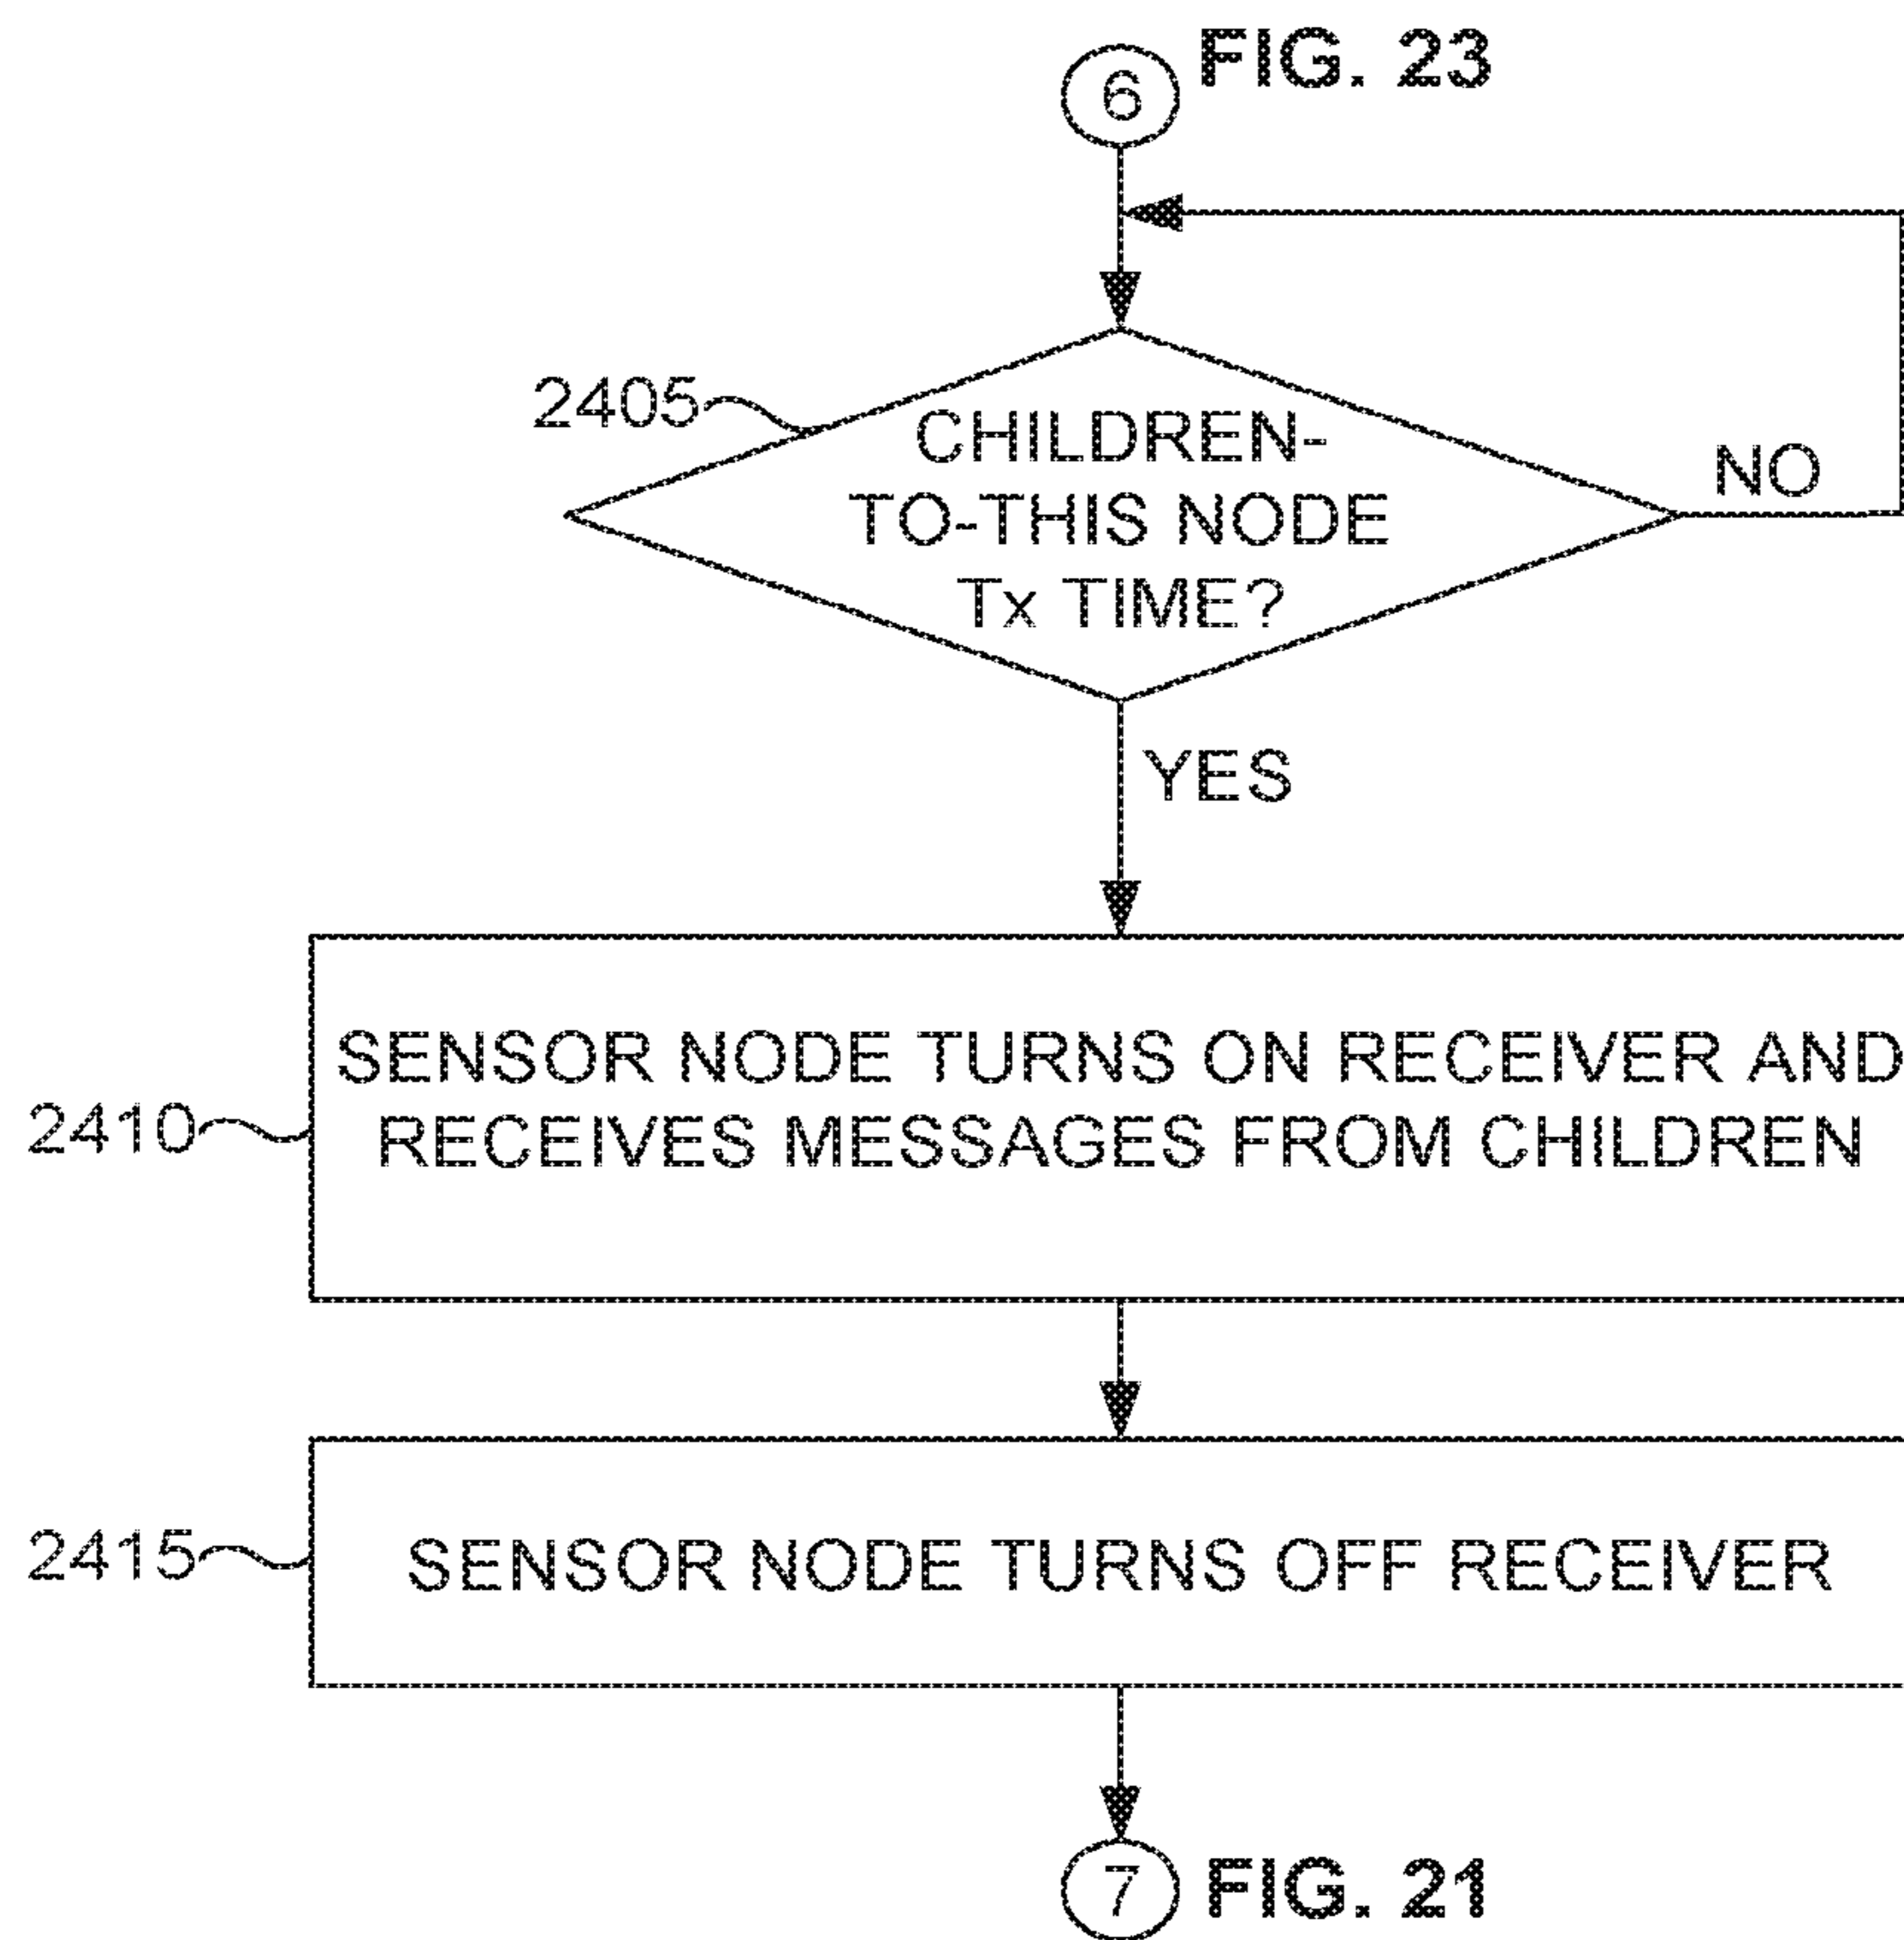 FIG. 23
6
2405
CHILDREN-
TO-THIS NODE
Tx TIME?
NO
YES
2410
SENSOR NODE TURNS ON RECEIVER AND
RECEIVES MESSAGES FROM CHILDREN
2415
SENSOR NODE TURNS OFF RECEIVER
7
FIG. 21